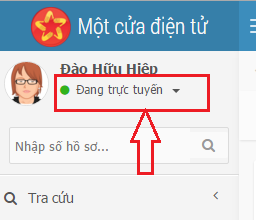 Một cửa điện tử
Đào Hữu Hiệp
Đang trực tuyến
Nhập số hồ sơ...
Tra cứu